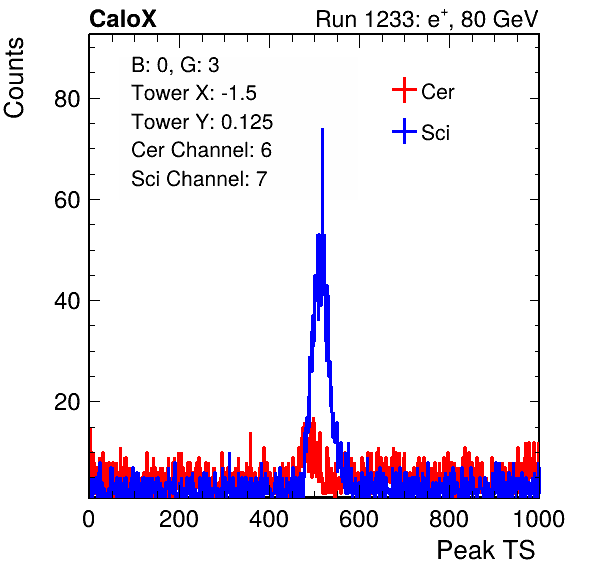 CaloX Run 1233: e⁺, 80 GeV
Counts
B: 0, G: 3
Tower X: -1.5
Tower Y: 0.125
Cer Channel: 6
Sci Channel: 7
Cer
Sci
80
60
40
20
0 200 400 600 800 1000
Peak TS